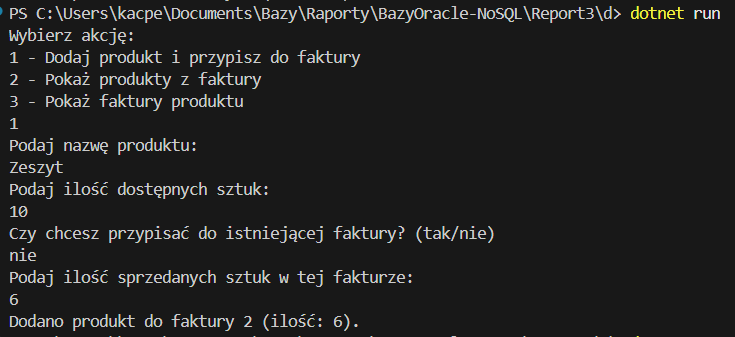 PS C:\Users\kacpe\Documents\Bazy\Raporty\BazyOracle-NoSQL\Report3\d> dotnet run
Wybierz akcję:
1 - Dodaj produkt i przypisz do faktury
2 - Pokaż produkty z faktury
3 - Pokaż faktury produktu
1
Podaj nazwę produktu:
Zeszyt
Podaj ilość dostępnych sztuk:
10
Czy chcesz przypisać do istniejącej faktury? (tak/nie)
nie
Podaj ilość sprzedanych sztuk w tej fakturze:
6
Dodano produkt do faktury 2 (ilość: 6).